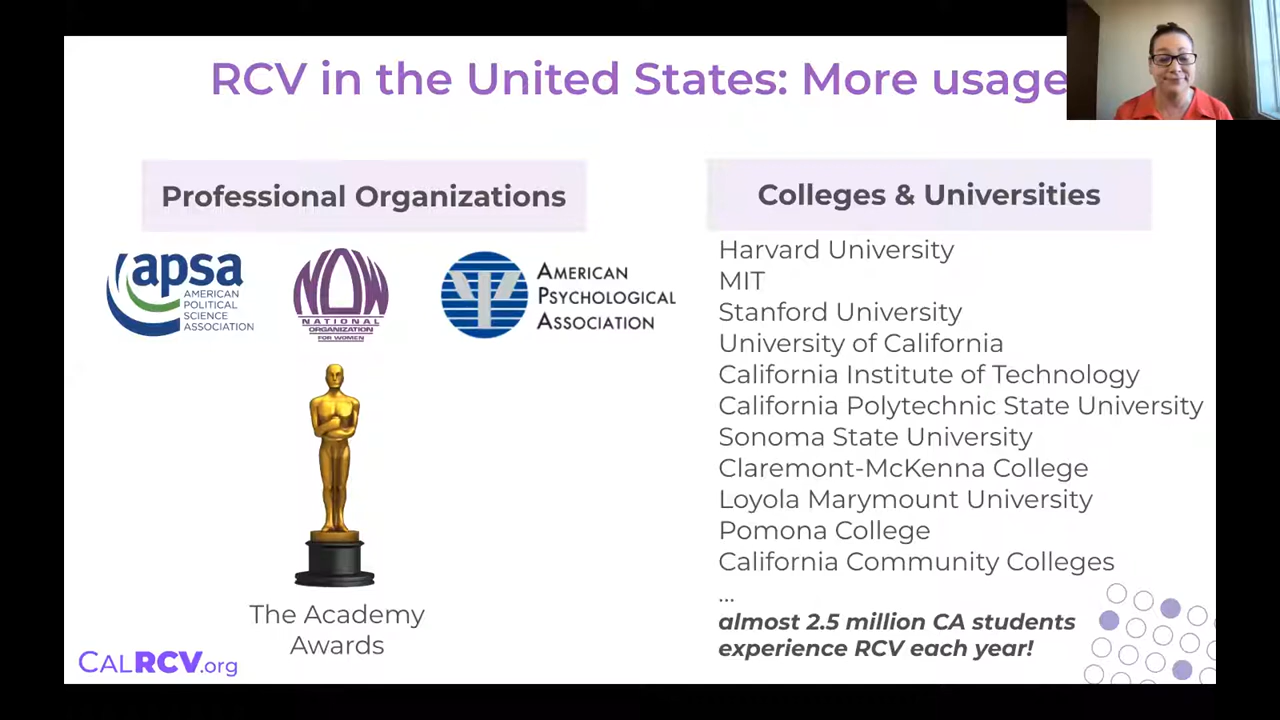 RCV in the United States: More usage
Professional Organizations
apsa
AMERICAN
POLITICAL
SCIENCE
ASSOCIATION
NOW
NATIONAL
ORGANIZATION
FOR WOMEN
AMERICAN
PSYCHOLOGICAL
ASSOCIATION
The Academy
Awards
CALRCV.org
Colleges & Universities
Harvard University
MIT
Stanford University
University of California
California Institute of Technology
California Polytechnic State University
Sonoma State University
Claremont-McKenna College
Loyola Marymount University
Pomona College
California Community Colleges
...
almost 2.5 million CA students
experience RCV each year!